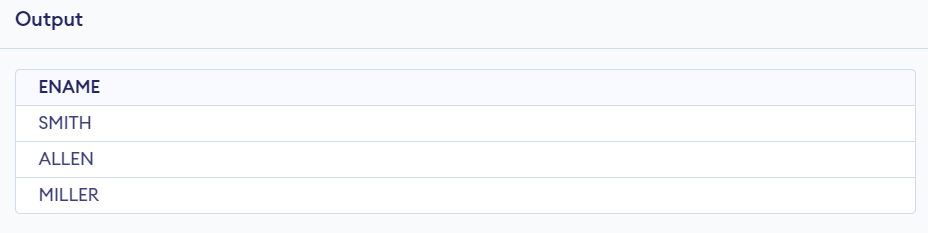 Output
ENAME
SMITH
ALLEN
MILLER